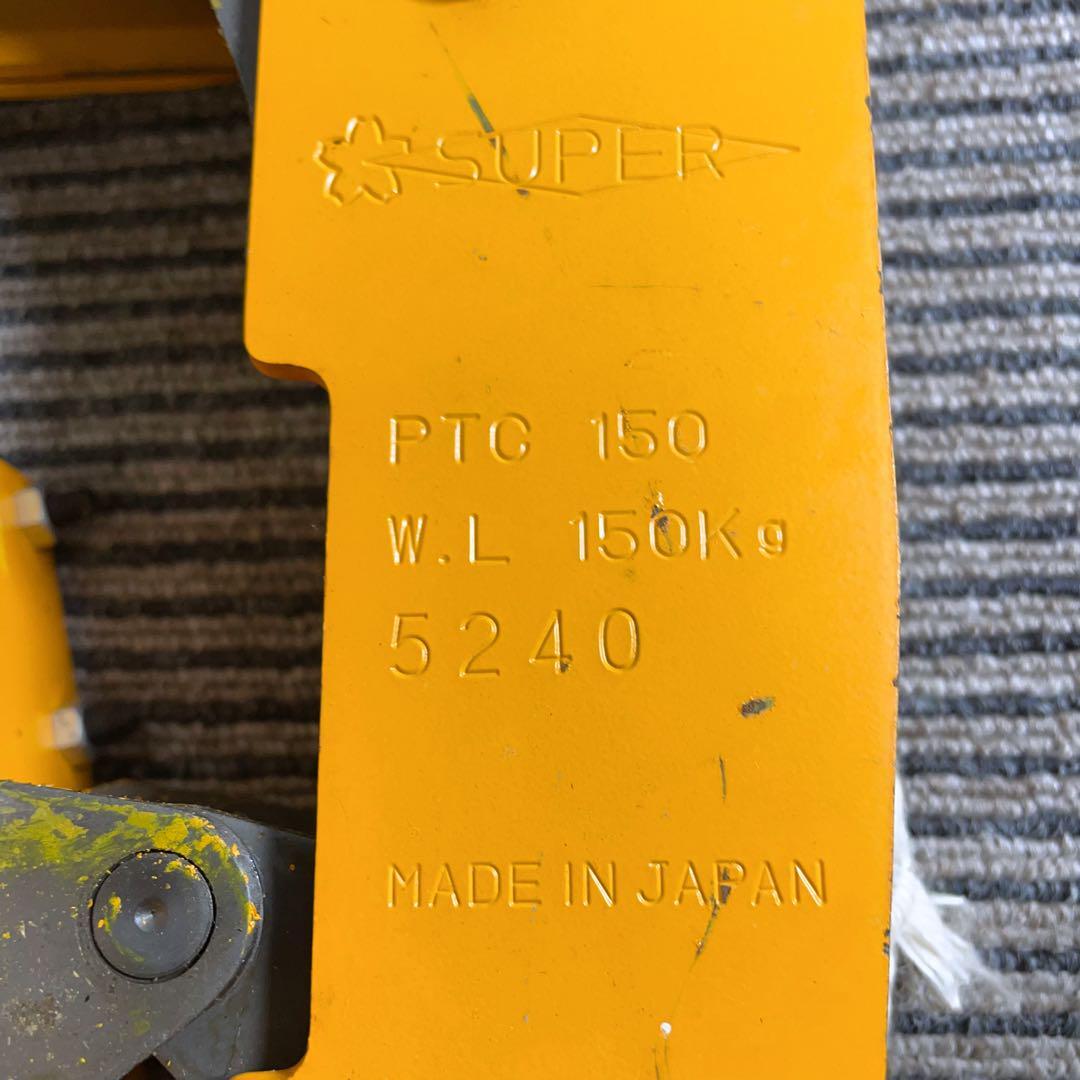 SUPER
PTC 150
W.L 150Kg
5240
MADE IN JAPAN